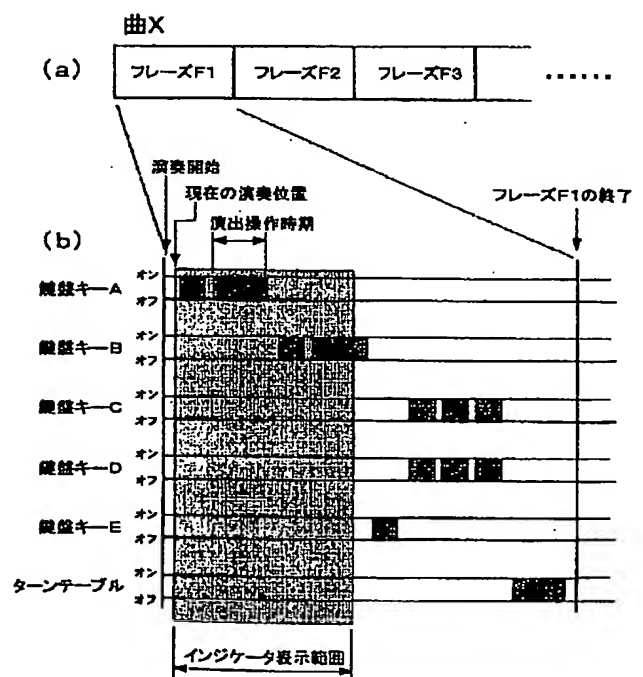 曲X
(a)
フレーズF1 フレーズF2 フレーズF3 ……
演奏開始
現在の演奏位置
演出操作時期
フレーズF1の終了
(b)
オン
鍵盤キーA
オフ
オン
鍵盤キーB
オフ
オン
鍵盤キーC
オフ
オン
鍵盤キーD
オフ
オン
鍵盤キーE
オフ
オン
ターンテーブル
オフ
インジケータ表示範囲